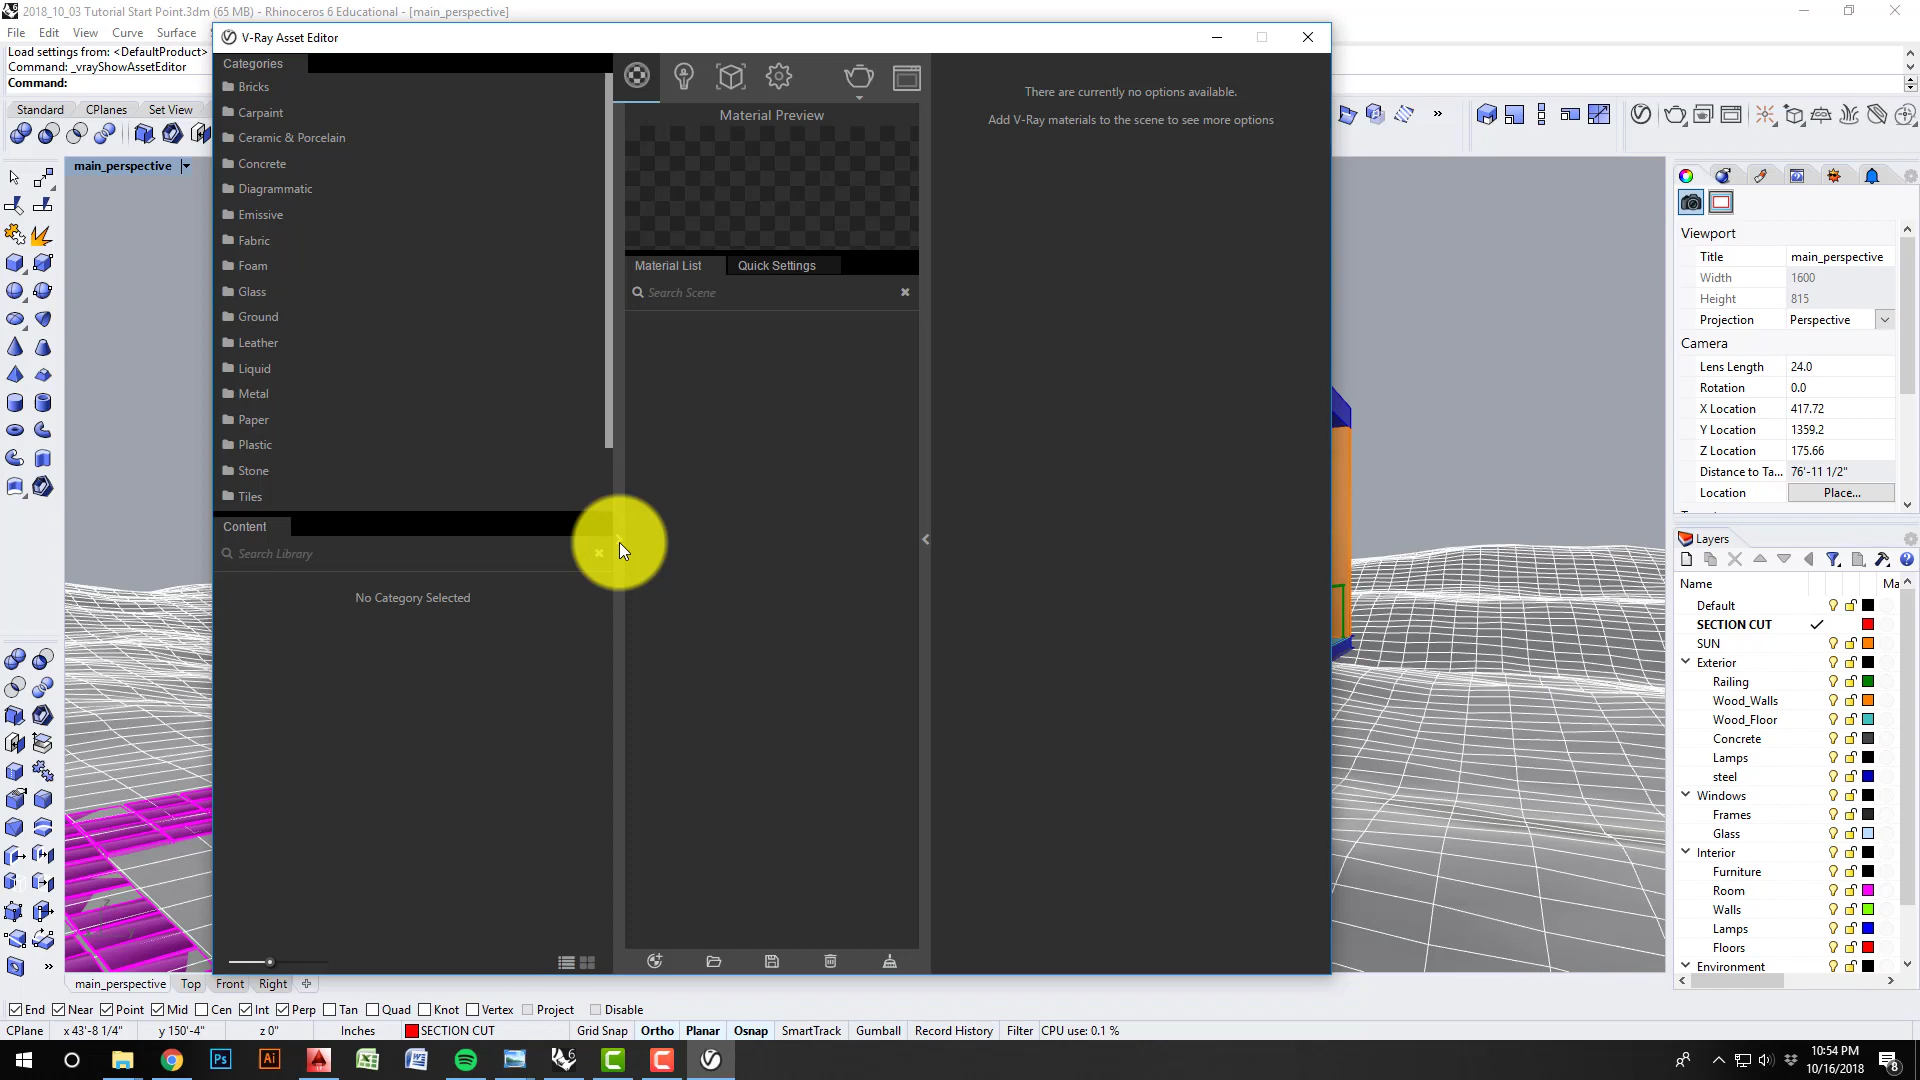 2018_10_03 Tutorial Start Point.3dm (65 MB) - Rhinoceros 6 Educational - [main_perspective]
File Edit View Curve Surface
Load settings from: <DefaultProduct>
Command: _vrayShowAssetEditor
Command:
Standard CPlanes Set View
main_perspective
V-Ray Asset Editor
Categories
Bricks
Carpaint
Ceramic & Porcelain
Concrete
Diagrammatic
Emissive
Fabric
Foam
Glass
Ground
Leather
Liquid
Metal
Paper
Plastic
Stone
Tiles
Content
Search Library
No Category Selected
Material Preview
Material List Quick Settings
Search Scene
There are currently no options available.
Add V-Ray materials to the scene to see more options
Viewport
Title main_perspective
Width 1600
Height 815
Projection Perspective
Camera
Lens Length 24.0
Rotation 0.0
X Location 417.72
Y Location 1359.2
Z Location 175.66
Distance to Ta... 76'-11 1/2"
Location Place...
Layers
Name Ma
Default
SECTION CUT
SUN
Exterior
Railing
Wood_Walls
Wood_Floor
Concrete
Lamps
steel
Windows
Frames
Glass
Interior
Furniture
Room
Walls
Lamps
Floors
Environment
main_perspective Top Front Right
End Near Point Mid Cen Int Perp Tan Quad Knot Vertex Project Disable
CPlane x 43'-8 1/4" y 150'-4" z 0" Inches SECTION CUT Grid Snap Ortho Planar Osnap SmartTrack Gumball Record History Filter CPU use: 0.1 %
10:54 PM
10/16/2018